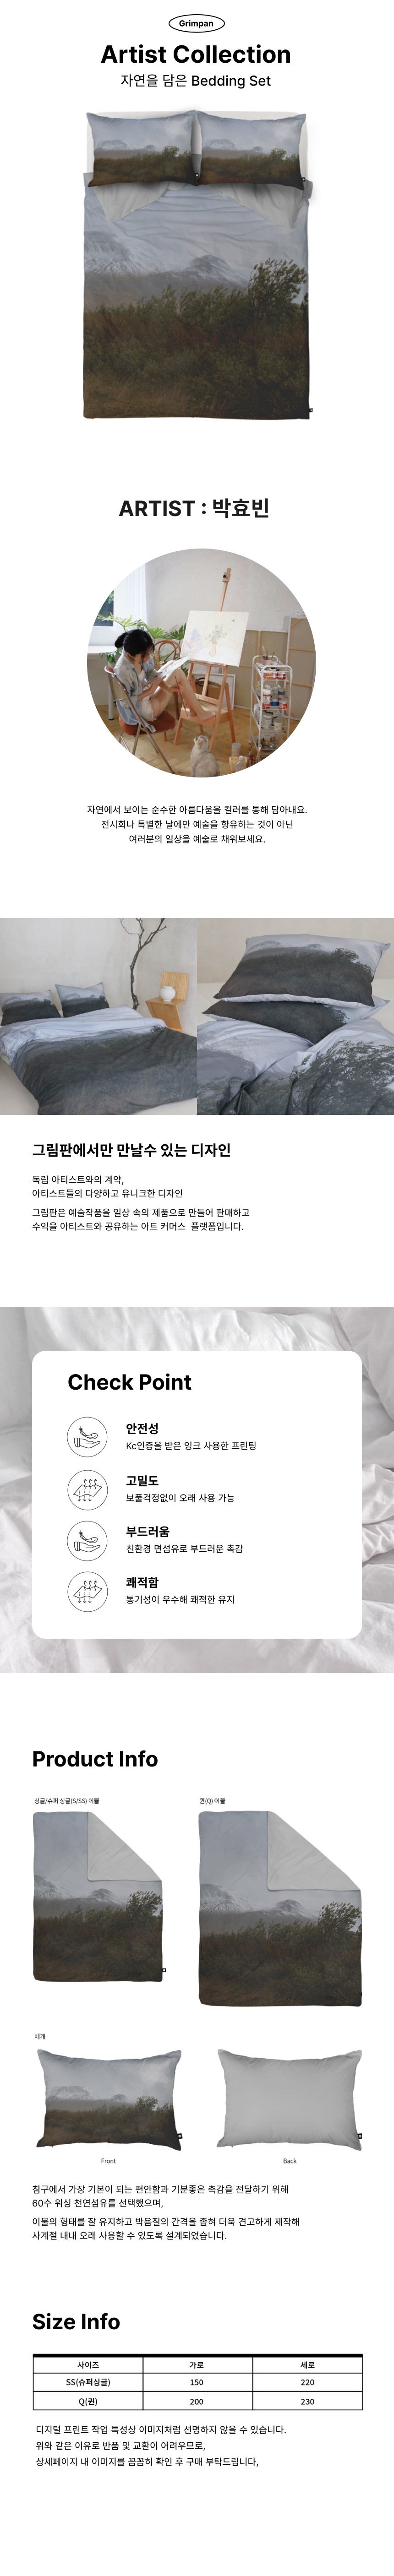 Grimpan
Artist Collection
자연을 담은 Bedding Set
ARTIST : 박효빈
자연에서 보이는 순수한 아름다움을 컬러를 통해 담아내요.
전시회나 특별한 날에만 예술을 향유하는 것이 아닌
여러분의 일상을 예술로 채워보세요.
그림판에서만 만날수 있는 디자인
독립 아티스트와의 계약,
아티스트들의 다양하고 유니크한 디자인
그림판은 예술작품을 일상 속의 제품으로 만들어 판매하고
수익을 아티스트와 공유하는 아트 커머스 플랫폼입니다.
Check Point
안전성
Kc인증을 받은 잉크 사용한 프린팅
고밀도
보풀걱정없이 오래 사용 가능
부드러움
친환경 면섬유로 부드러운 촉감
쾌적함
통기성이 우수해 쾌적한 유지
Product Info
싱글/슈퍼 싱글(S/SS) 이불
퀸(Q) 이불
베개
Front
Back
침구에서 가장 기본이 되는 편안함과 기분좋은 촉감을 전달하기 위해
60수 워싱 천연섬유를 선택했으며,
이불의 형태를 잘 유지하고 박음질의 간격을 좁혀 더욱 견고하게 제작해
사계절 내내 오래 사용할 수 있도록 설계되었습니다.
Size Info
사이즈 가로 세로
SS(슈퍼싱글) 150 220
Q(퀸) 200 230
디지털 프린트 작업 특성상 이미지처럼 선명하지 않을 수 있습니다.
위와 같은 이유로 반품 및 교환이 어려우므로,
상세페이지 내 이미지를 꼼꼼히 확인 후 구매 부탁드립니다,